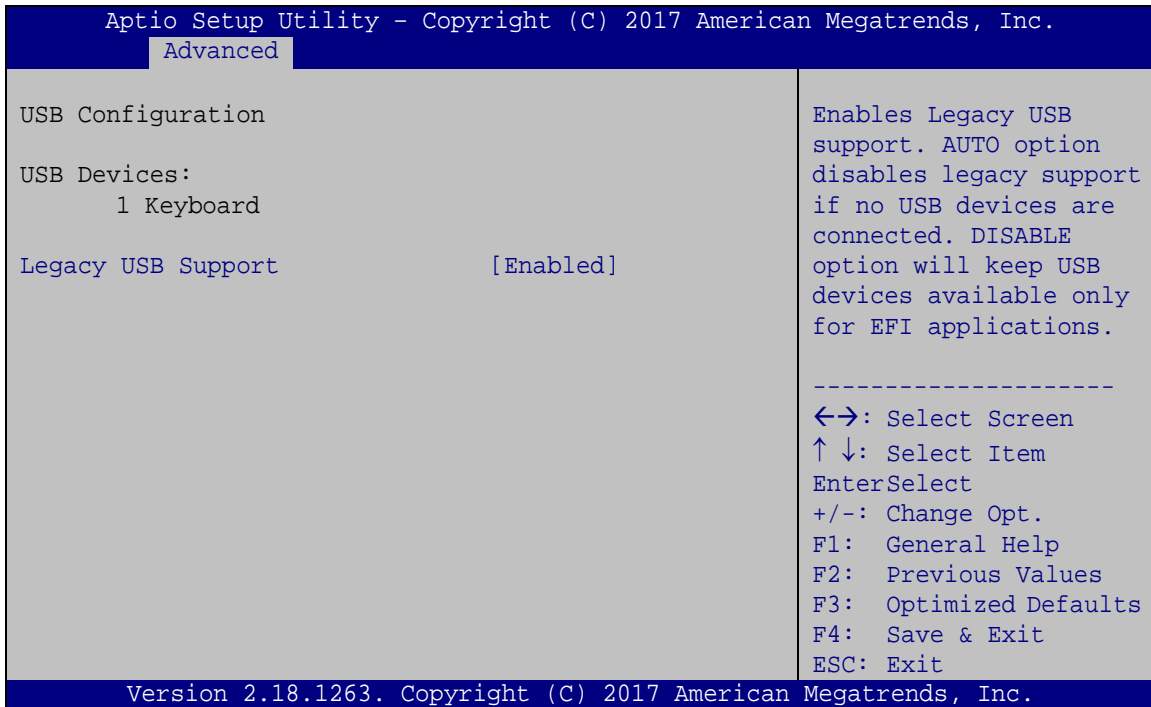 Aptio Setup Utility – Copyright (C) 2017 American Megatrends, Inc.
Advanced
USB Configuration
USB Devices:
1 Keyboard
Legacy USB Support [Enabled]
Enables Legacy USB
support. AUTO option
disables legacy support
if no USB devices are
connected. DISABLE
option will keep USB
devices available only
for EFI applications.
---------------------
←→: Select Screen
↑ ↓: Select Item
EnterSelect
+/-: Change Opt.
F1: General Help
F2: Previous Values
F3: Optimized Defaults
F4: Save & Exit
ESC: Exit
Version 2.18.1263. Copyright (C) 2017 American Megatrends, Inc.